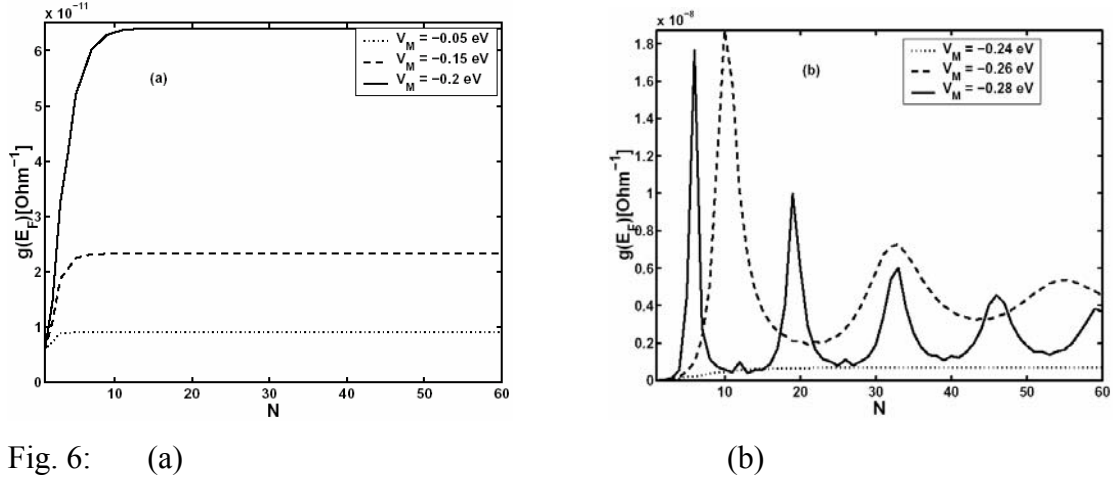 x 10⁻¹¹
6
5
4
3
2
1
0
g(E_F)[Ohm⁻¹]
(a)
V_M = −0.05 eV
V_M = −0.15 eV
V_M = −0.2 eV
10 20 30 40 50 60
N
x 10⁻⁸
1.8
1.6
1.4
1.2
1
0.8
0.6
0.4
0.2
0
g(E_F)[Ohm⁻¹]
(b)
V_M = −0.24 eV
V_M = −0.26 eV
V_M = −0.28 eV
10 20 30 40 50 60
N
Fig. 6: (a) (b)